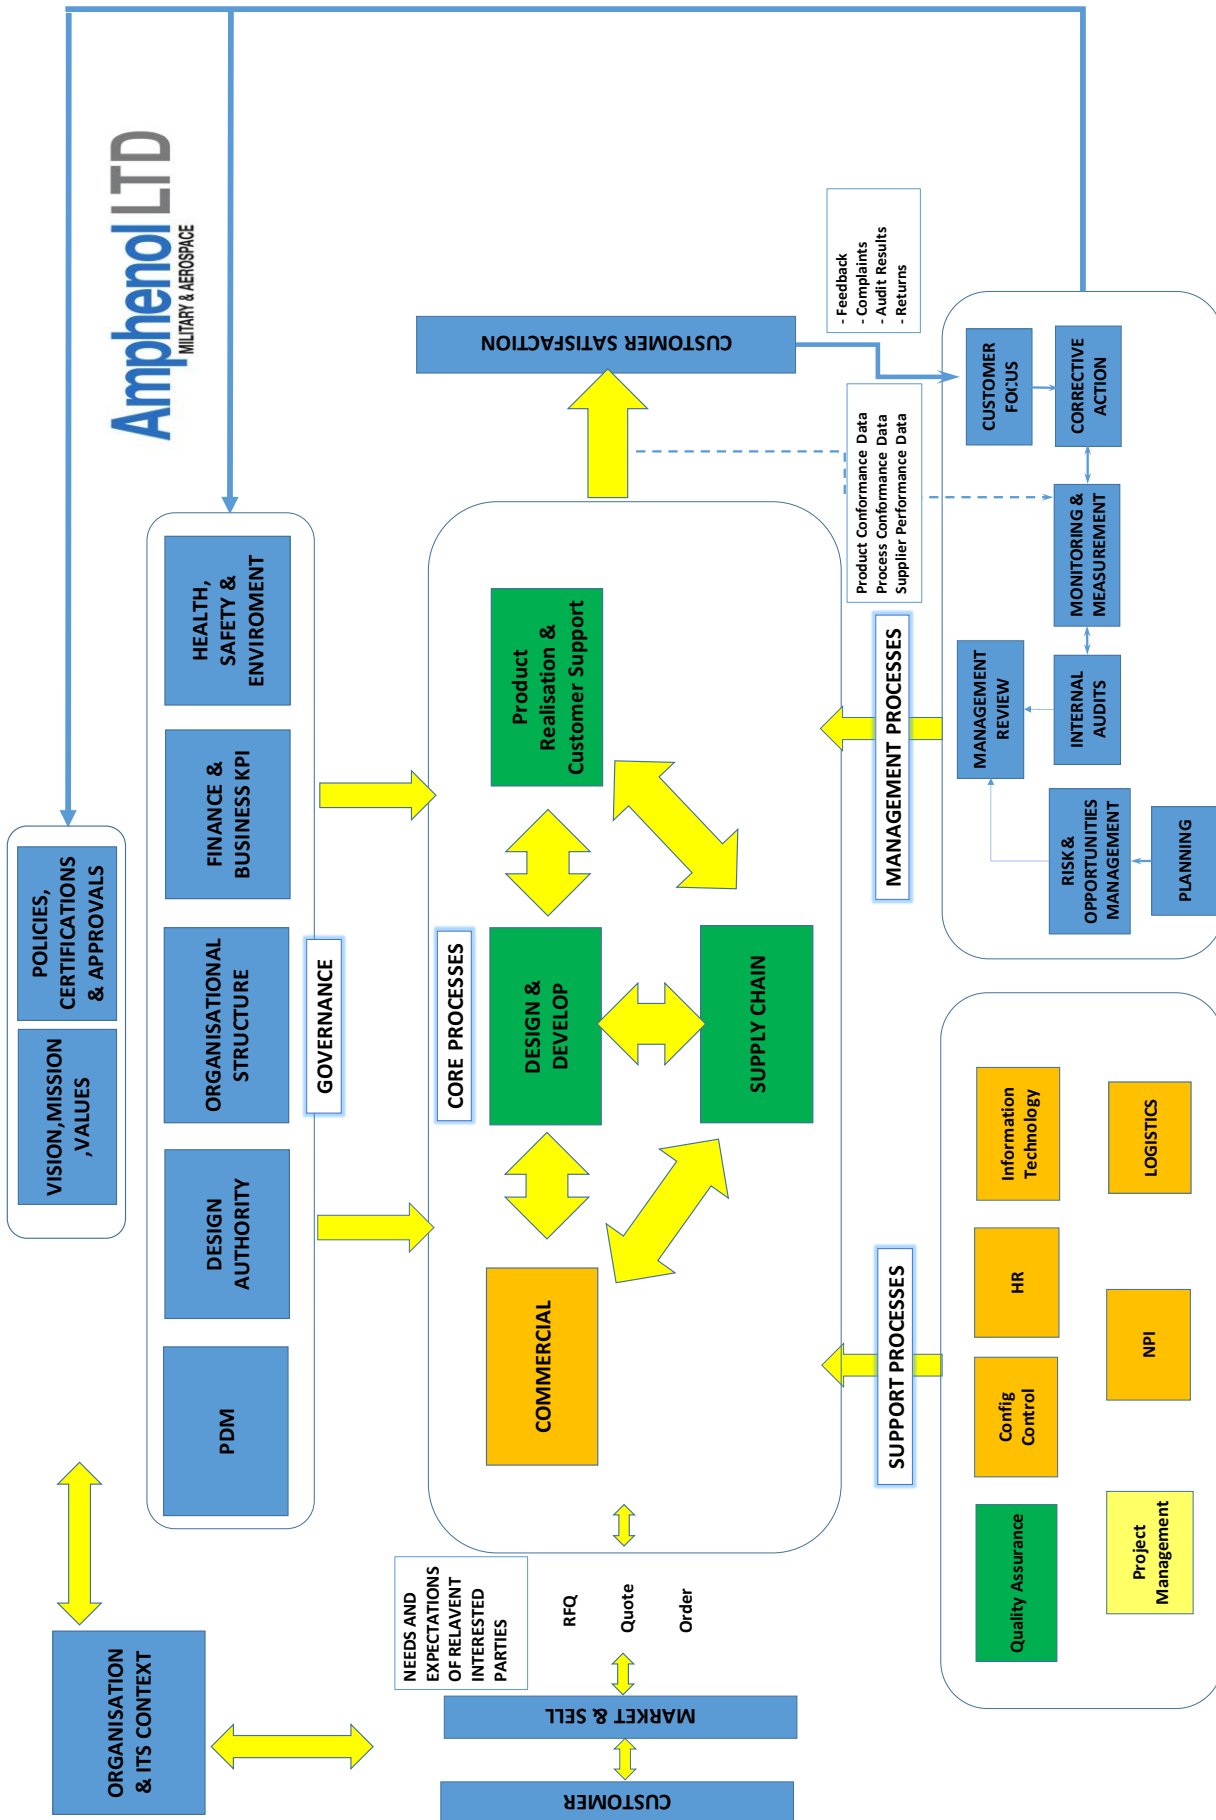 Amphenol LTD
MILITARY & AEROSPACE
ORGANISATION
& ITS CONTEXT
VISION,MISSION
,VALUES
POLICIES,
CERTIFICATIONS
& APPROVALS
PDM
DESIGN
AUTHORITY
ORGANISATIONAL
STRUCTURE
FINANCE &
BUSINESS KPI
HEALTH,
SAFETY &
ENVIROMENT
GOVERNANCE
CUSTOMER
MARKET & SELL
NEEDS AND
EXPECTATIONS
OF RELAVENT
INTERESTED
PARTIES
RFQ
Quote
Order
CORE PROCESSES
COMMERCIAL
DESIGN &
DEVELOP
Product
Realisation &
Customer Support
SUPPLY CHAIN
CUSTOMER SATISFACTION
- Feedback
- Complaints
- Audit Results
- Returns
Product Conformance Data
Process Conformance Data
Supplier Performance Data
SUPPORT PROCESSES
Quality Assurance
Config
Control
HR
Information
Technology
Project
Management
NPI
LOGISTICS
MANAGEMENT PROCESSES
MANAGEMENT
REVIEW
CUSTOMER
FOCUS
RISK &
OPPORTUNITIES
MANAGEMENT
INTERNAL
AUDITS
MONITORING &
MEASUREMENT
CORRECTIVE
ACTION
PLANNING